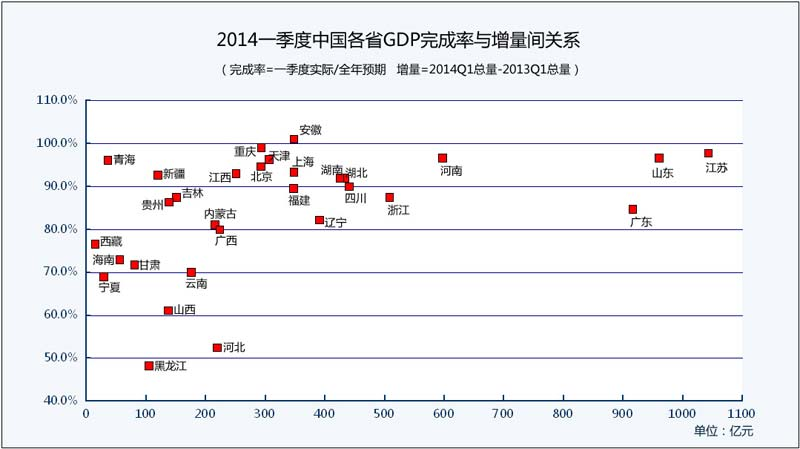 2014一季度中国各省GDP完成率与增量间关系
（完成率=一季度实际/全年预期 增量=2014Q1总量-2013Q1总量）
110.0%
100.0%
90.0%
80.0%
70.0%
60.0%
50.0%
40.0%
安徽
重庆
天津
青海
上海
河南
山东
江苏
新疆
江西
北京
湖南
湖北
吉林
福建
四川
浙江
贵州
内蒙古
辽宁
广东
广西
西藏
海南
甘肃
宁夏
云南
山西
河北
黑龙江
0 100 200 300 400 500 600 700 800 900 1000 1100
单位：亿元